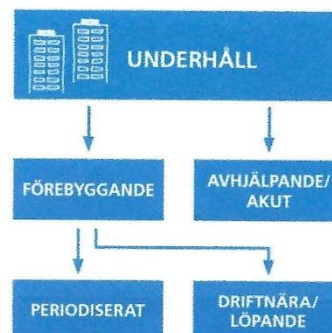 UNDERHÅLL
FÖREBYGGANDE
AVHJÄLPANDE/
AKUT
PERIODISERAT
DRIFTNÄRA/
LÖPANDE